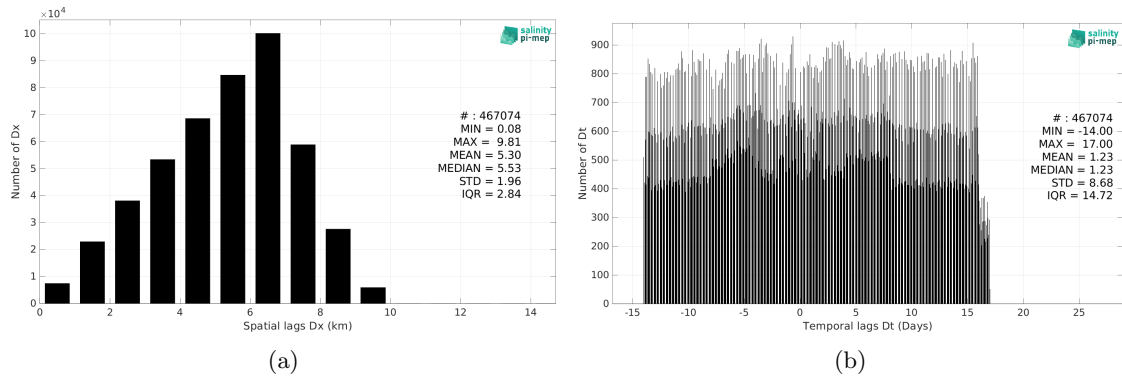 ×10⁴
salinity
pi-mep
10
9
8
7
6
5
4
3
2
1
0
Number of Dx
# : 467074
MIN = 0.08
MAX = 9.81
MEAN = 5.30
MEDIAN = 5.53
STD = 1.96
IQR = 2.84
0 2 4 6 8 10 12 14
Spatial lags Dx (km)
(a)
salinity
pi-mep
900
800
700
600
500
400
300
200
100
0
Number of Dt
# : 467074
MIN = -14.00
MAX = 17.00
MEAN = 1.23
MEDIAN = 1.23
STD = 8.68
IQR = 14.72
-15 -10 -5 0 5 10 15 20 25
Temporal lags Dt (Days)
(b)